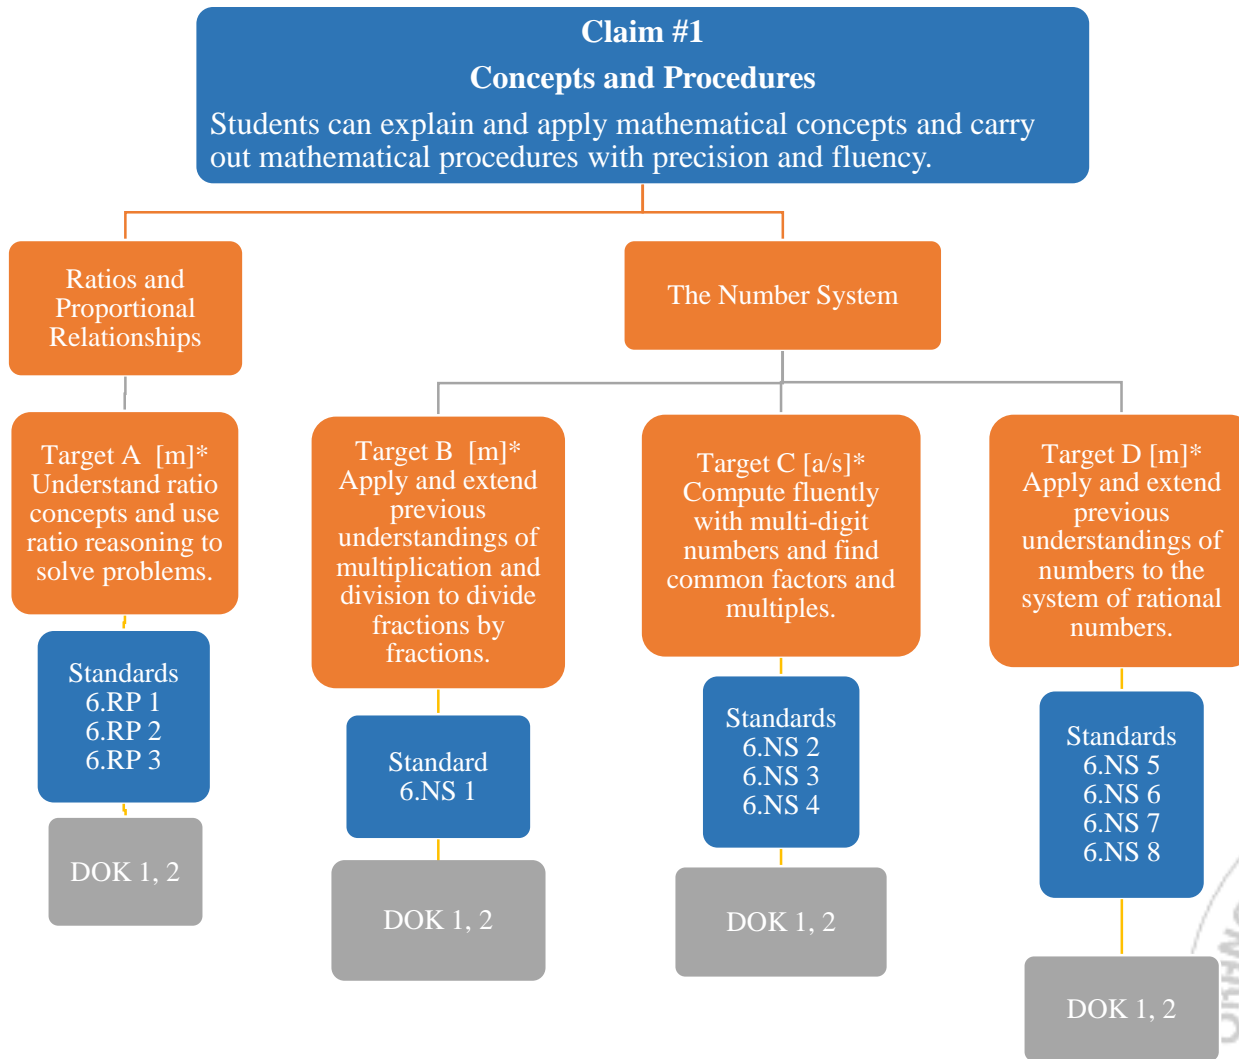 Claim #1
Concepts and Procedures
Students can explain and apply mathematical concepts and carry
out mathematical procedures with precision and fluency.
Ratios and
Proportional
Relationships
The Number System
Target A [m]*
Understand ratio
concepts and use
ratio reasoning to
solve problems.
Target B [m]*
Apply and extend
previous
understandings of
multiplication and
division to divide
fractions by
fractions.
Target C [a/s]*
Compute fluently
with multi-digit
numbers and find
common factors and
multiples.
Target D [m]*
Apply and extend
previous
understandings of
numbers to the
system of rational
numbers.
Standards
6.RP 1
6.RP 2
6.RP 3
Standard
6.NS 1
Standards
6.NS 2
6.NS 3
6.NS 4
Standards
6.NS 5
6.NS 6
6.NS 7
6.NS 8
DOK 1, 2
DOK 1, 2
DOK 1, 2
DOK 1, 2